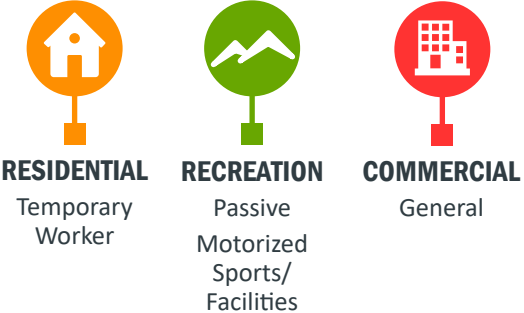 RESIDENTIAL
Temporary
Worker
RECREATION
Passive
Motorized
Sports/
Facilities
COMMERCIAL
General